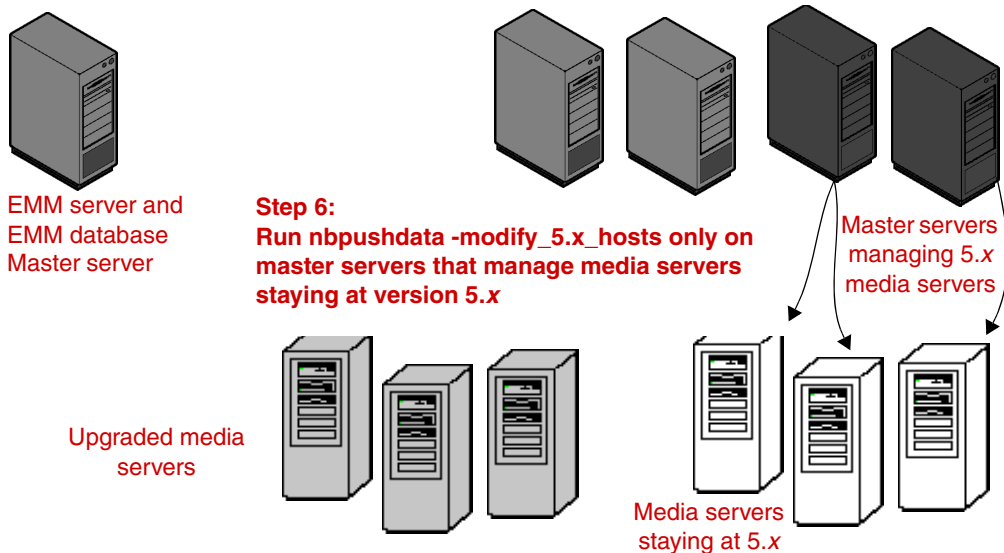 EMM server and
EMM database
Master server
Step 6:
Run nbpushdata -modify_5.x_hosts only on
master servers that manage media servers
staying at version 5.x
Master servers
managing 5.x
media servers
Upgraded media
servers
Media servers
staying at 5.x